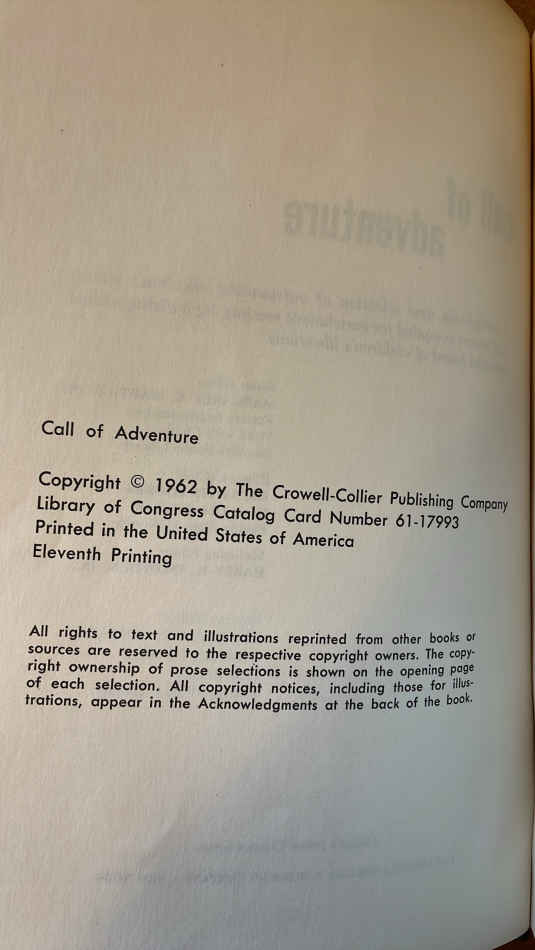 Call of Adventure
Copyright © 1962 by The Crowell-Collier Publishing Company
Library of Congress Catalog Card Number 61-17993
Printed in the United States of America
Eleventh Printing
All rights to text and illustrations reprinted from other books or
sources are reserved to the respective copyright owners. The copy-
right ownership of prose selections is shown on the opening page
of each selection. All copyright notices, including those for illus-
trations, appear in the Acknowledgments at the back of the book.
call of
adventure